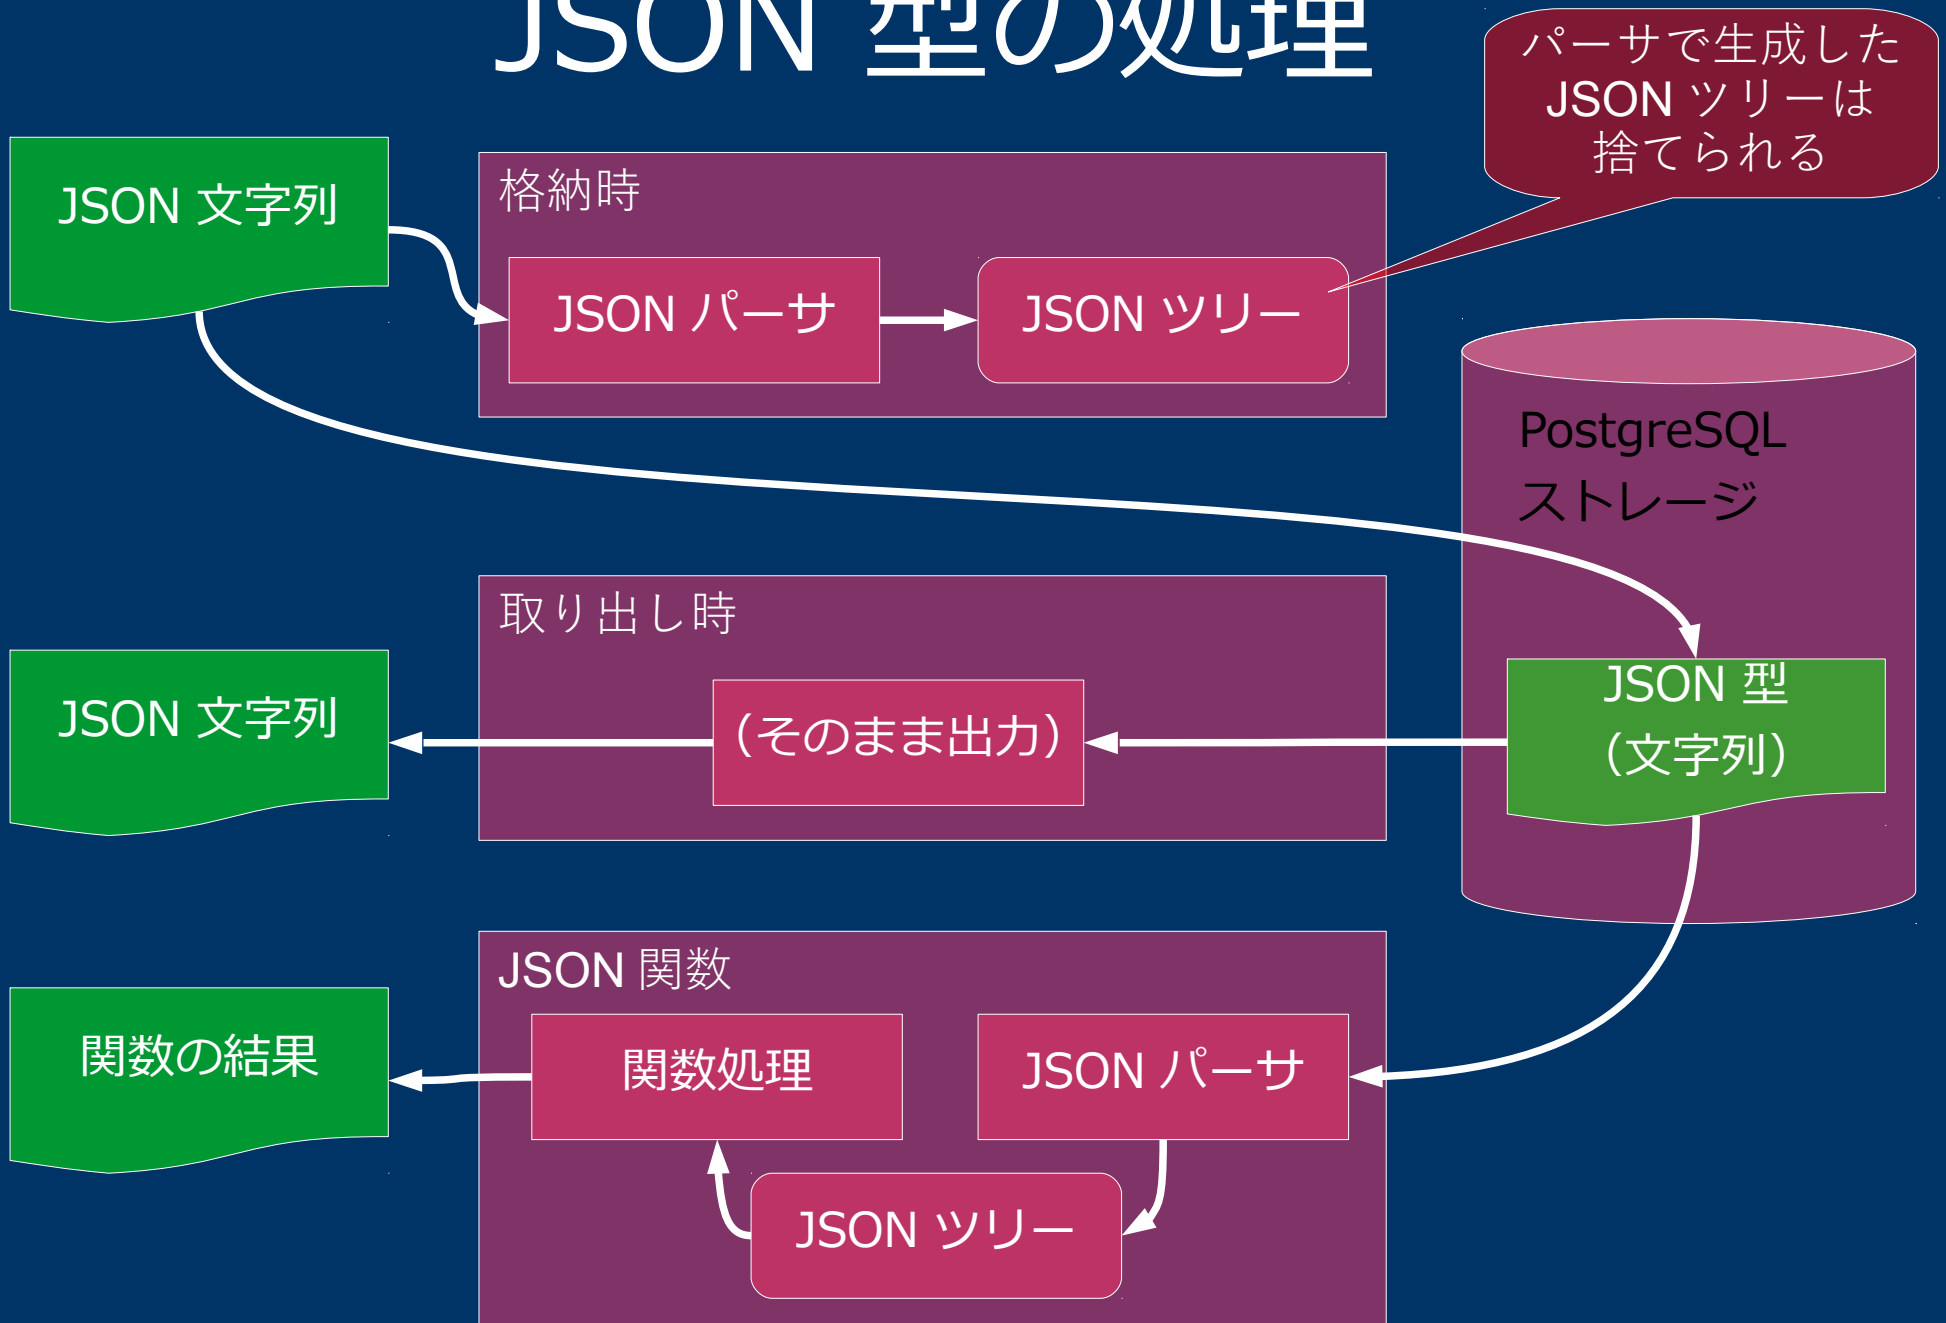 JSON 型の処理
パーサで生成した
JSON ツリーは
捨てられる
JSON 文字列
格納時
JSON パーサ
JSON ツリー
PostgreSQL
ストレージ
取り出し時
JSON 文字列
（そのまま出力）
JSON 型
（文字列）
JSON 関数
関数の結果
関数処理
JSON パーサ
JSON ツリー